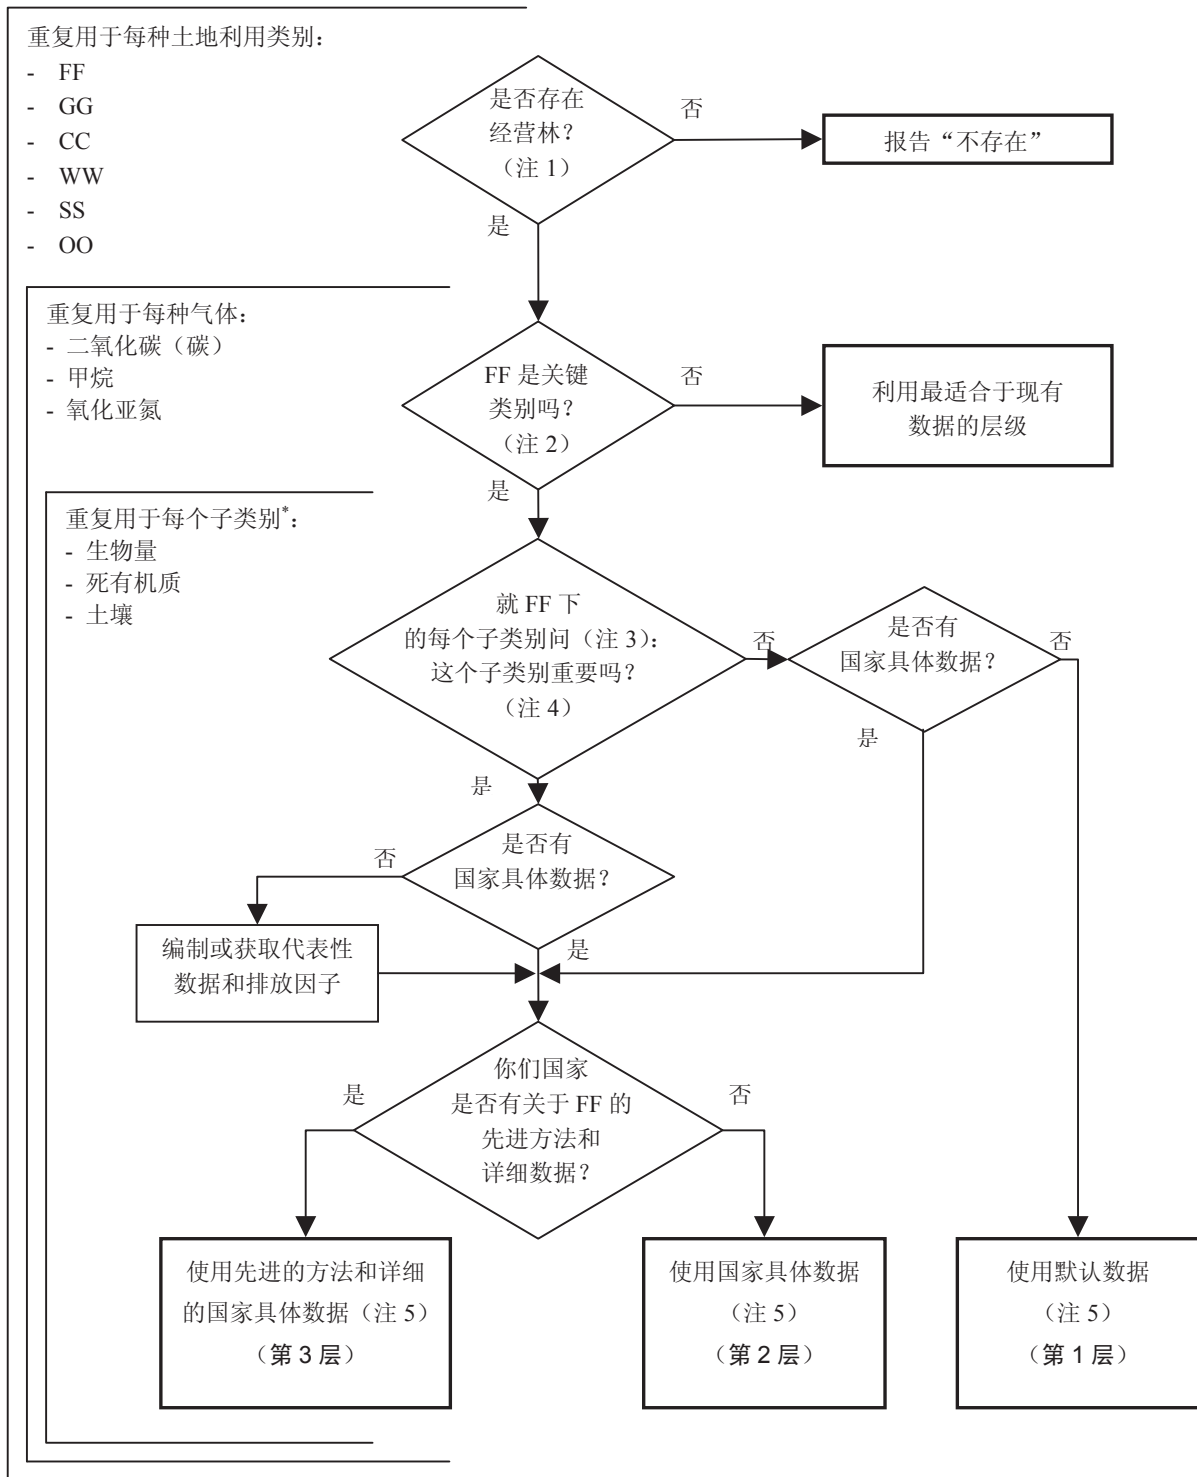 重复用于每种土地利用类别：
- FF
- GG
- CC
- WW
- SS
- OO
是否存在
经营林？
（注 1）
否
报告“不存在”
是
重复用于每种气体：
- 二氧化碳（碳）
- 甲烷
- 氧化亚氮
FF 是关键
类别吗？
（注 2）
否
利用最适合于现有
数据的层级
是
重复用于每个子类别*：
- 生物量
- 死有机质
- 土壤
就 FF 下
的每个子类别问（注 3）：
这个子类别重要吗？
（注 4）
否
是否有
国家具体数据？
否
是
是
是否有
国家具体数据？
否
是
编制或获取代表性
数据和排放因子
你们国家
是否有关于 FF 的
先进方法和
详细数据？
是
否
使用先进的方法和详细
的国家具体数据（注 5）
（第 3 层）
使用国家具体数据
（注 5）
（第 2 层）
使用默认数据
（注 5）
（第 1 层）